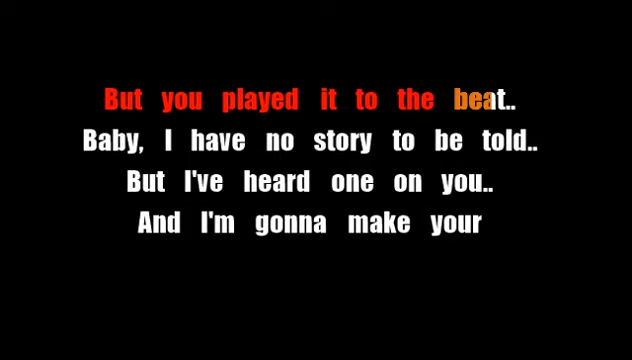 But you played it to the beat..
Baby, I have no story to be told..
But I've heard one on you..
And I'm gonna make your